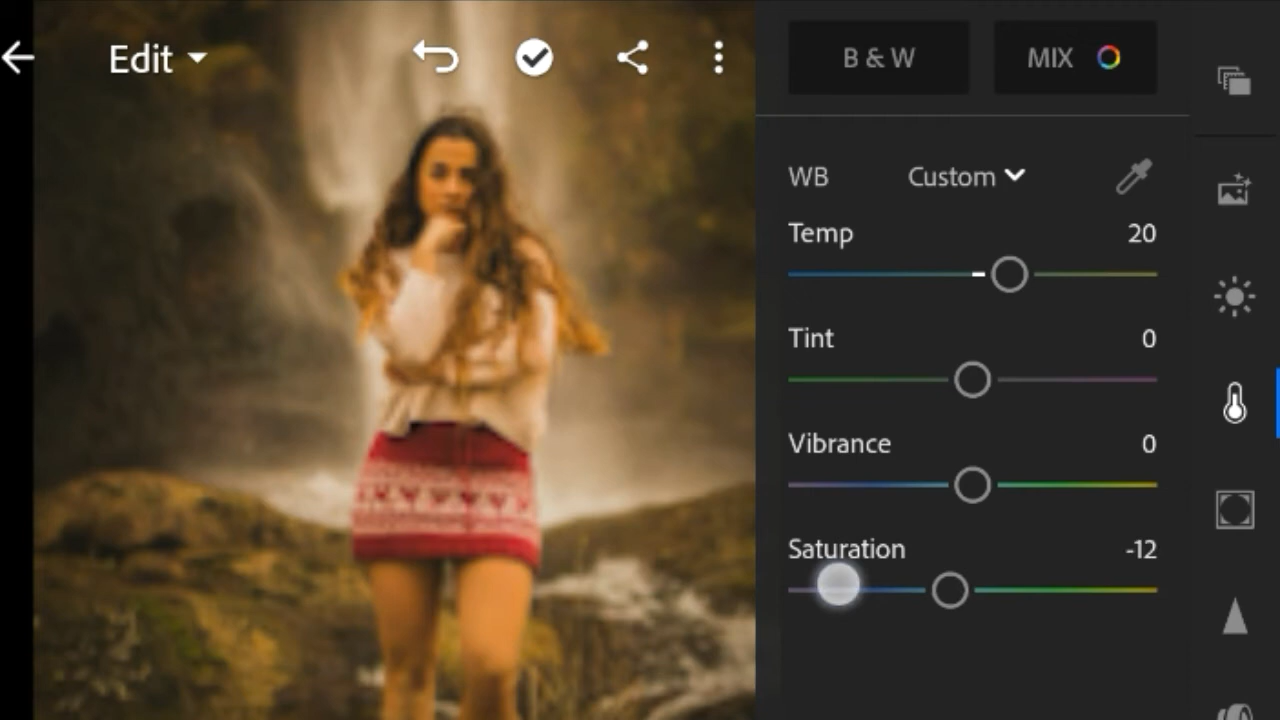 Edit
B & W
MIX
WB Custom
Temp 20
Tint 0
Vibrance 0
Saturation -12